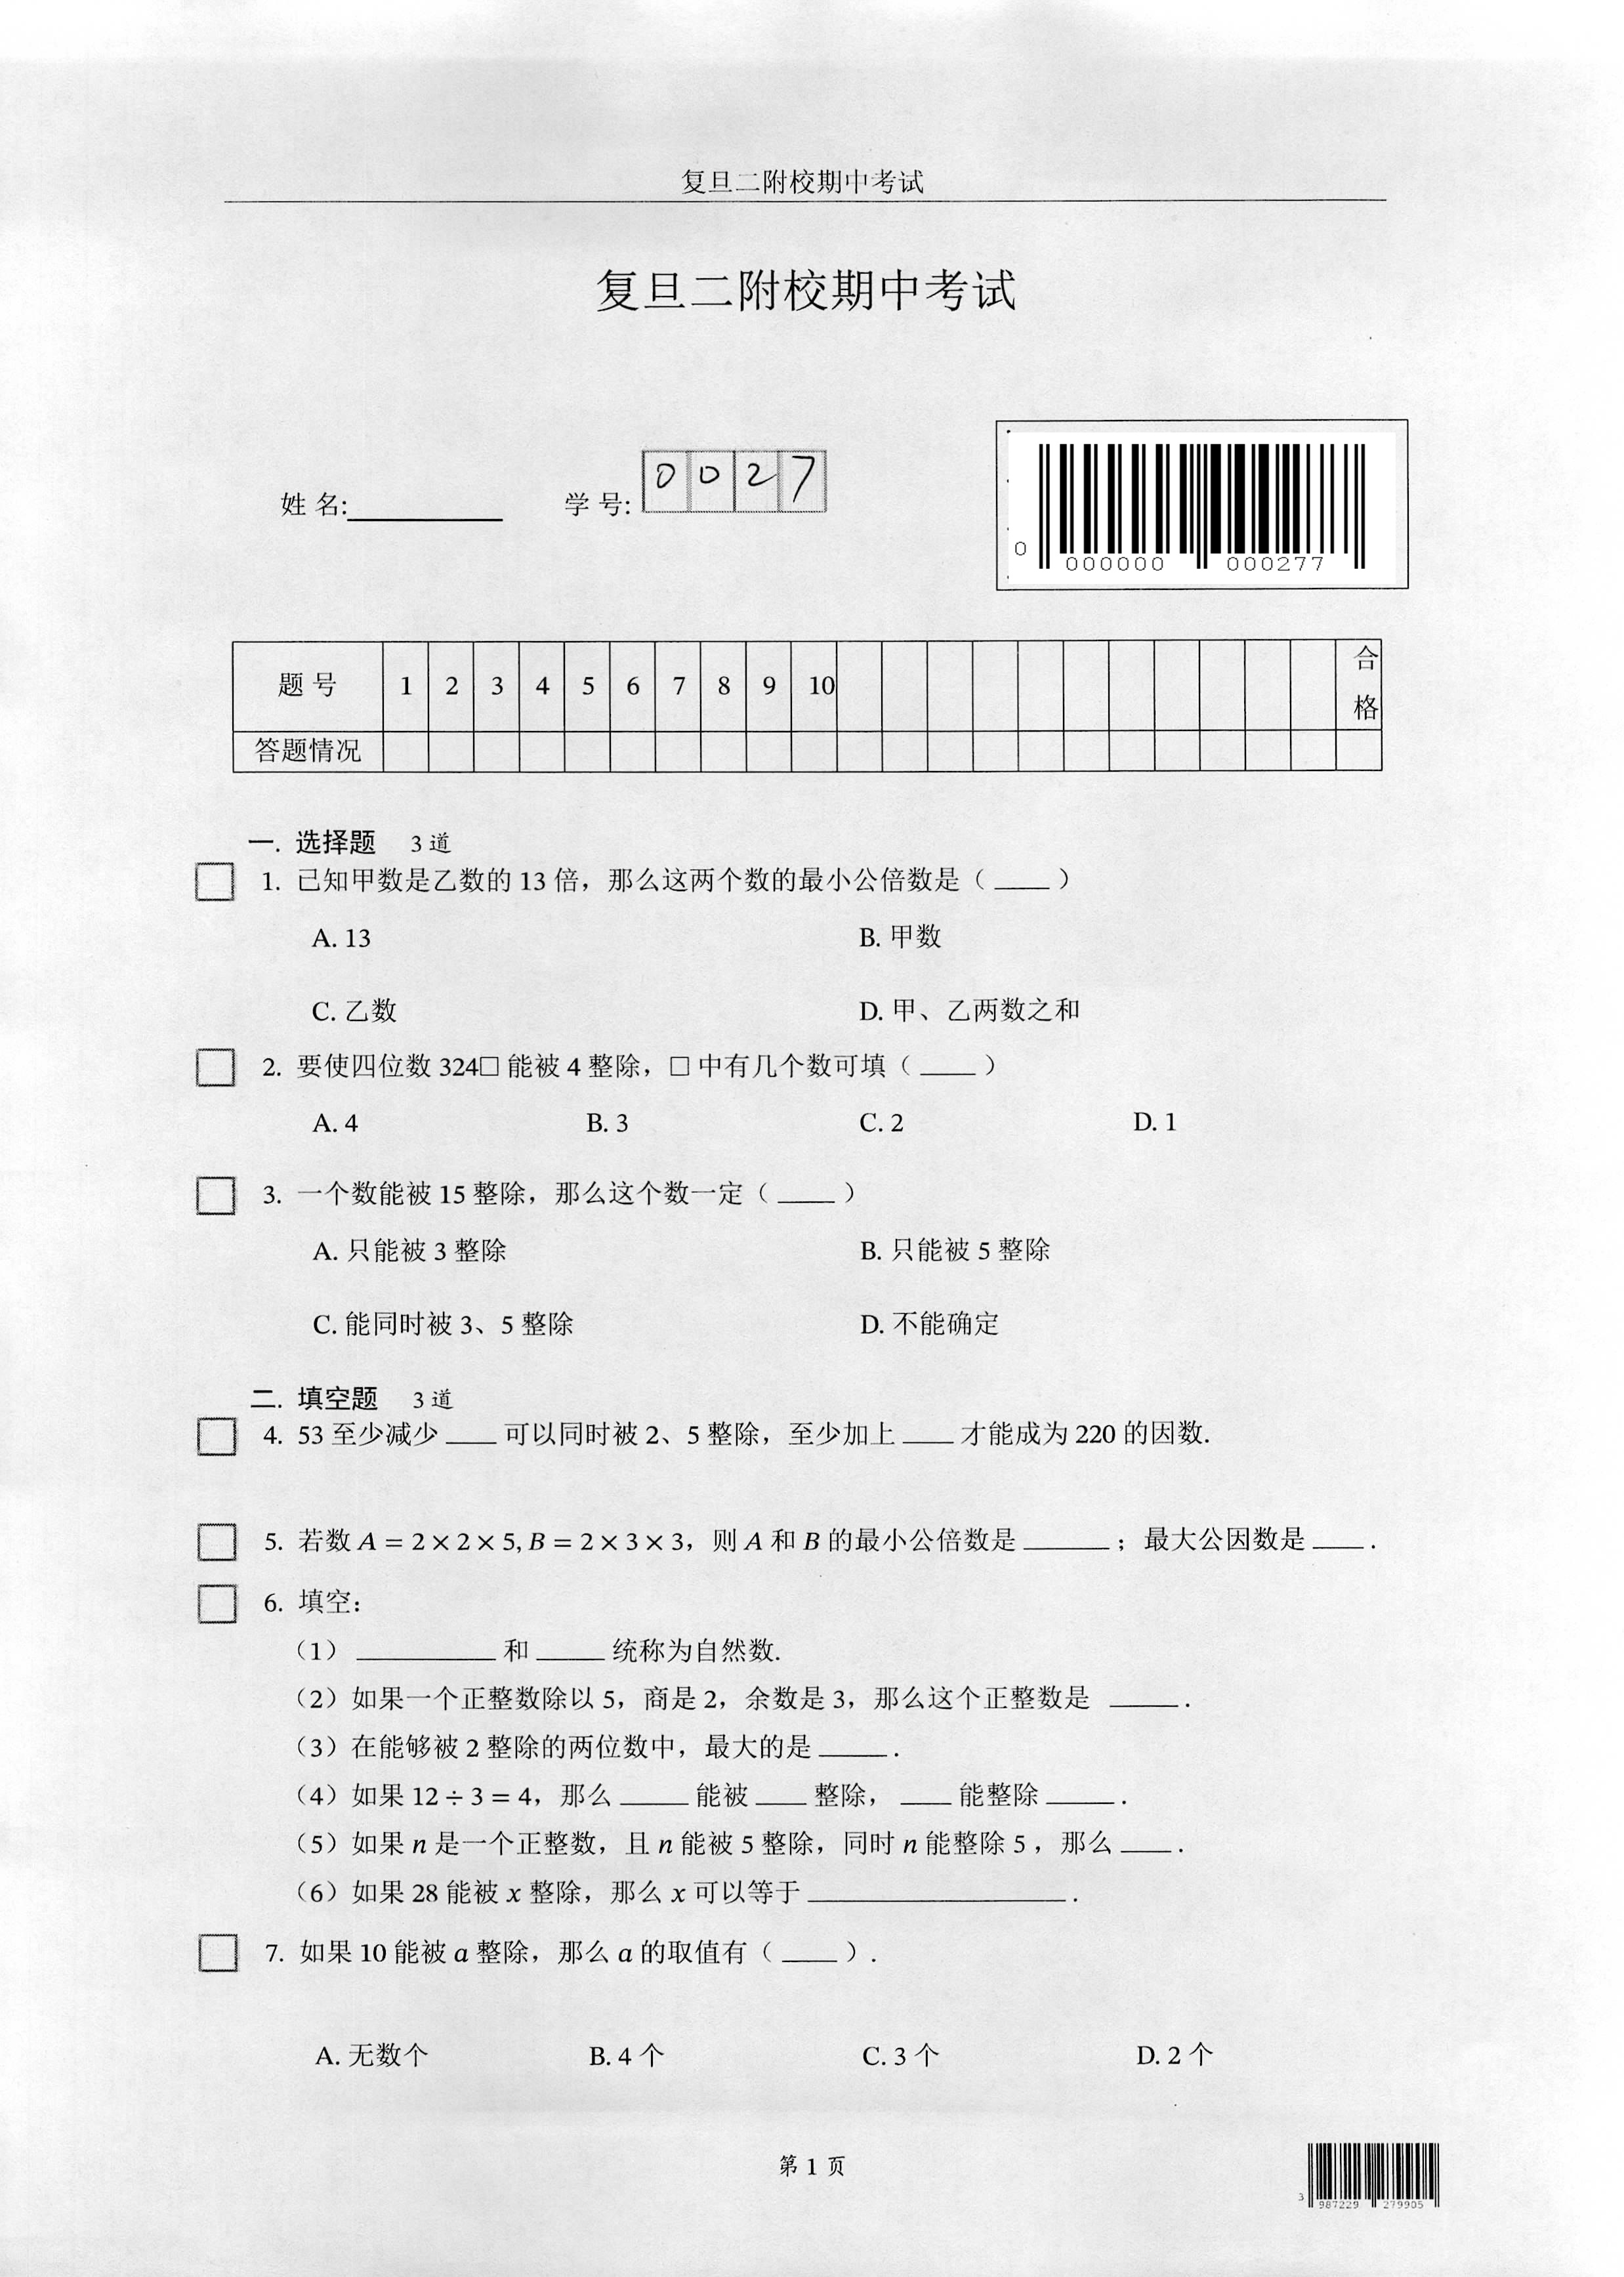 复旦二附校期中考试
复旦二附校期中考试
姓 名:__________ 学 号: 0 0 2 7
0 000000 000277
题 号 1 2 3 4 5 6 7 8 9 10 合格
答题情况
一. 选择题 3 道
1. 已知甲数是乙数的 13 倍，那么这两个数的最小公倍数是（ ____ ）
A. 13 B. 甲数
C. 乙数 D. 甲、乙两数之和
2. 要使四位数 324□ 能被 4 整除，□ 中有几个数可填（ ____ ）
A. 4 B. 3 C. 2 D. 1
3. 一个数能被 15 整除，那么这个数一定（ ____ ）
A. 只能被 3 整除 B. 只能被 5 整除
C. 能同时被 3、5 整除 D. 不能确定
二. 填空题 3 道
4. 53 至少减少 ____ 可以同时被 2、5 整除，至少加上 ____ 才能成为 220 的因数.
5. 若数 A = 2 × 2 × 5, B = 2 × 3 × 3，则 A 和 B 的最小公倍数是 ______ ；最大公因数是 ____ .
6. 填空：
（1） __________ 和 _____ 统称为自然数.
（2）如果一个正整数除以 5，商是 2，余数是 3，那么这个正整数是 _____ .
（3）在能够被 2 整除的两位数中，最大的是 _____ .
（4）如果 12 ÷ 3 = 4，那么 _____ 能被 ____ 整除， ____ 能整除 _____ .
（5）如果 n 是一个正整数，且 n 能被 5 整除，同时 n 能整除 5 ，那么 ____ .
（6）如果 28 能被 x 整除，那么 x 可以等于 ___________________ .
7. 如果 10 能被 a 整除，那么 a 的取值有（ ____ ）.
A. 无数个 B. 4 个 C. 3 个 D. 2 个
第 1 页
3 987229 279905